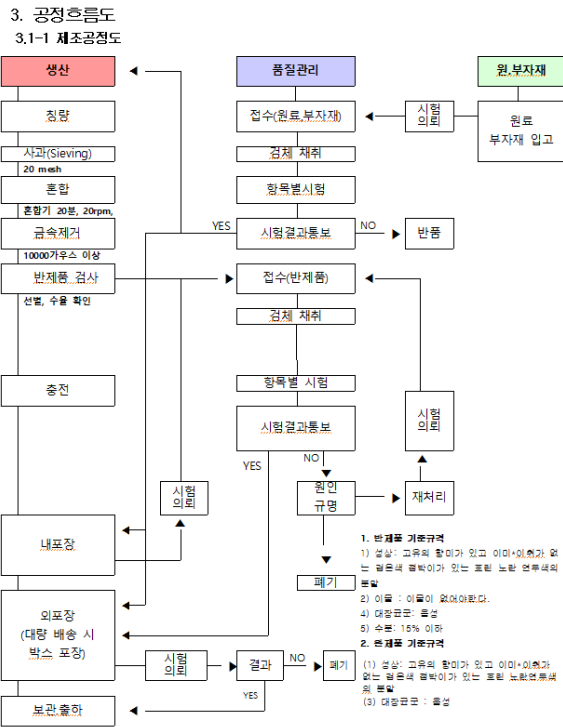 3. 공정흐름도
3.1-1 제조공정도
생산
품질관리
원,부자재
칭량
접수(원료,부자재)
시험
의뢰
원료
부자재 입고
사과(Sieving)
20 mesh
검체 채취
혼합
항목별시험
혼합기 20분, 20rpm,
금속제거
YES
시험결과통보
NO
반품
10000가우스 이상
반제품 검사
접수(반제품)
선별, 수율 확인
검체 채취
충전
항목별 시험
시험결과통보
시험
의뢰
YES
NO
시험
의뢰
원인
규명
재처리
내포장
폐기
1. 반제품 기준규격
1) 성상: 고유의 향미가 있고 이미*이취가 없
는 검은색 결박이가 있는 흐린 노란 연두색의
분말
2) 이물 : 이물이 없어야한다.
4) 대장균군: 음성
5) 수분: 15% 이하
2. 완제품 기준규격
(1) 성상: 고유의 향미가 있고 이미*이취가
없는 검은색 결박이가 있는 흐린 노란연두색
의 분말
(3) 대장균군 : 음성
외포장
(대량 배송 시
박스 포장)
시험
의뢰
결과
NO
폐기
YES
보관,출하